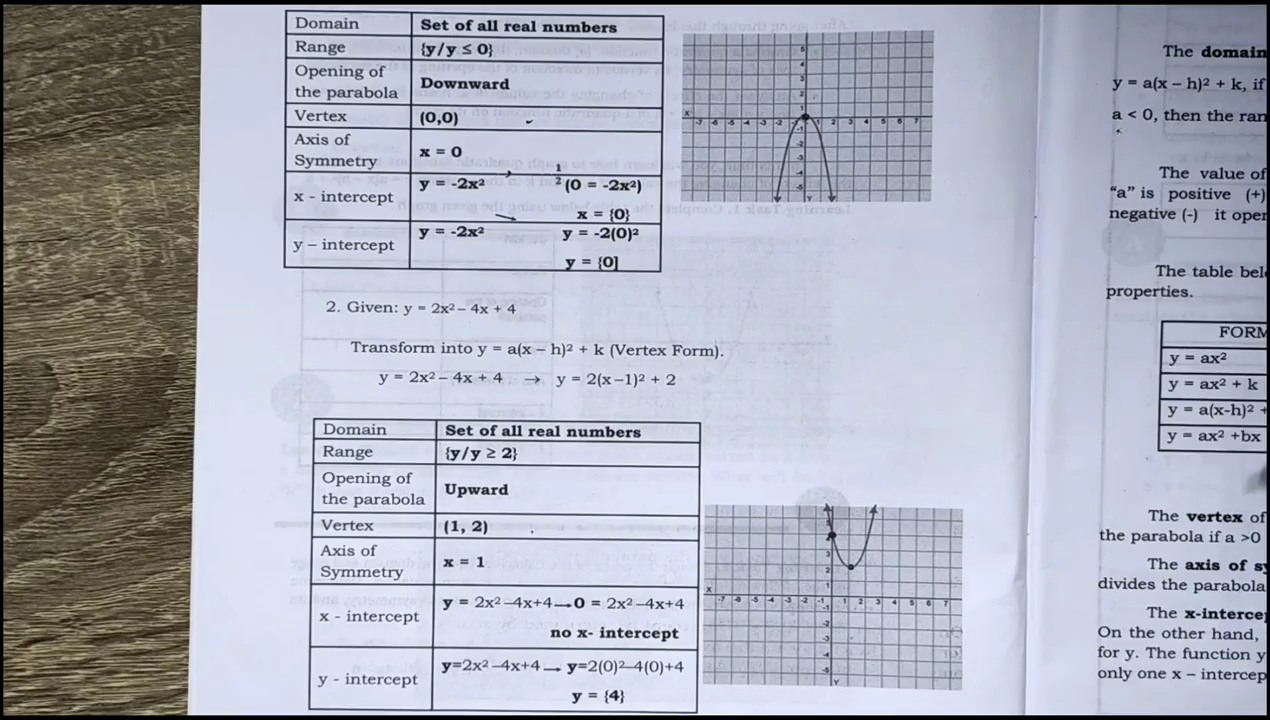 Domain Set of all real numbers
Range {y/y ≤ 0}
Opening of the parabola Downward
Vertex (0,0)
Axis of Symmetry x = 0
x - intercept y = -2x² 1/2 (0 = -2x²)
x = {0}
y – intercept y = -2x² y = -2(0)²
y = {0]
2. Given: y = 2x² – 4x + 4
Transform into y = a(x – h)² + k (Vertex Form).
y = 2x² – 4x + 4 → y = 2(x –1)² + 2
Domain Set of all real numbers
Range {y/y ≥ 2}
Opening of the parabola Upward
Vertex (1, 2)
Axis of Symmetry x = 1
x - intercept y = 2x² –4x+4 → 0 = 2x² –4x+4
no x- intercept
y - intercept y=2x² –4x+4 → y=2(0)²–4(0)+4
y = {4}
The domain
y = a(x – h)² + k, if
a < 0, then the ran
The value of
"a" is positive (+)
negative (-) it oper
The table bel
properties.
FORM
y = ax²
y = ax² + k
y = a(x-h)² +
y = ax² +bx
The vertex of
the parabola if a >0
The axis of sy
divides the parabola
The x-interce
On the other hand,
for y. The function y
only one x – intercep